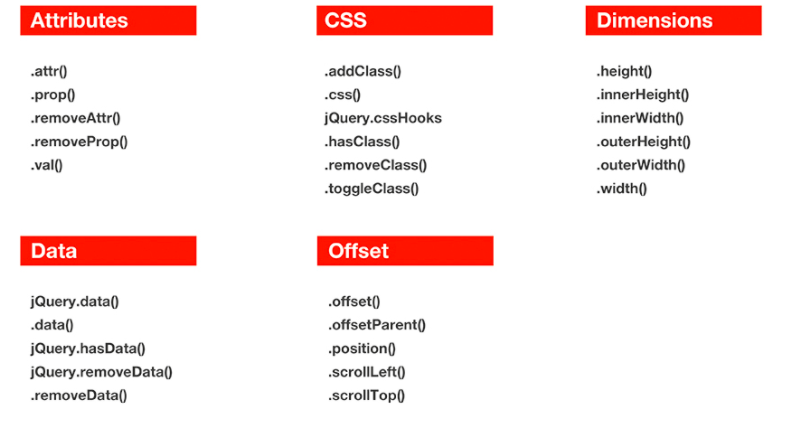 Attributes
.attr()
.prop()
.removeAttr()
.removeProp()
.val()
CSS
.addClass()
.css()
jQuery.cssHooks
.hasClass()
.removeClass()
.toggleClass()
Dimensions
.height()
.innerHeight()
.innerWidth()
.outerHeight()
.outerWidth()
.width()
Data
jQuery.data()
.data()
jQuery.hasData()
jQuery.removeData()
.removeData()
Offset
.offset()
.offsetParent()
.position()
.scrollLeft()
.scrollTop()